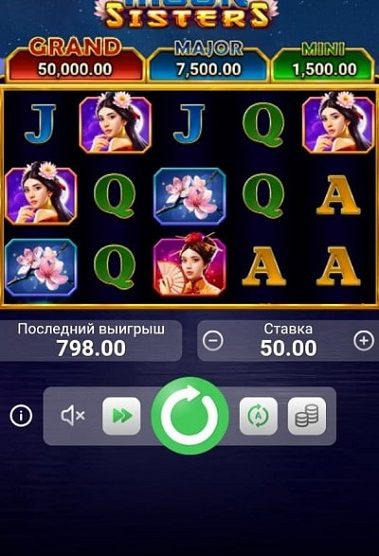 SISTERS
GRAND
MAJOR
MINI
50,000.00
7,500.00
1,500.00
J
J
Q
Q
Q
A
A
A
Последний выигрыш
Ставка
798.00
50.00
A